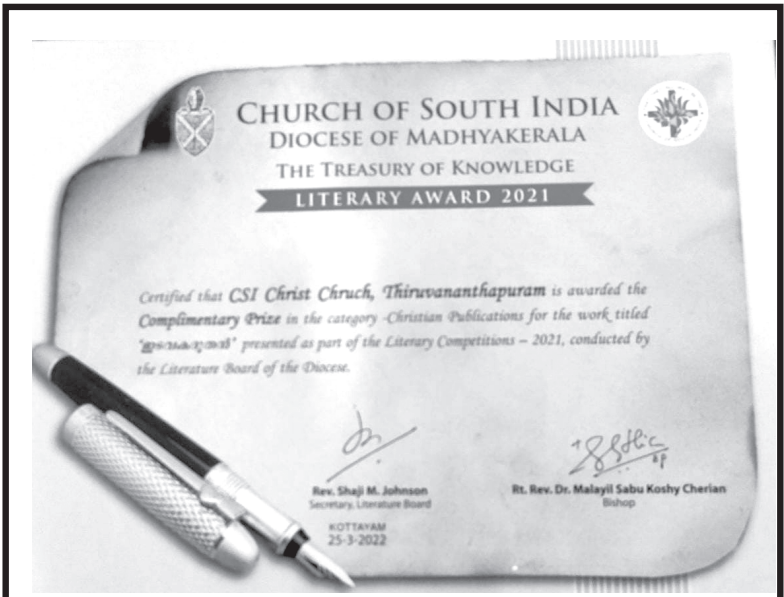 CHURCH OF SOUTH INDIA
DIOCESE OF MADHYAKERALA
THE TREASURY OF KNOWLEDGE
LITERARY AWARD 2021
Certified that CSI Christ Chruch, Thiruvananthapuram is awarded the
Complimentary Prize in the category -Christian Publications for the work titled
presented as part of the Literary Competitions – 2021, conducted by
the Literature Board of the Diocese.
Rev. Shaji M. Johnson
Secretary, Literature Board
KOTTAYAM
25-3-2022
Rt. Rev. Dr. Malayil Sabu Koshy Cherian
Bishop